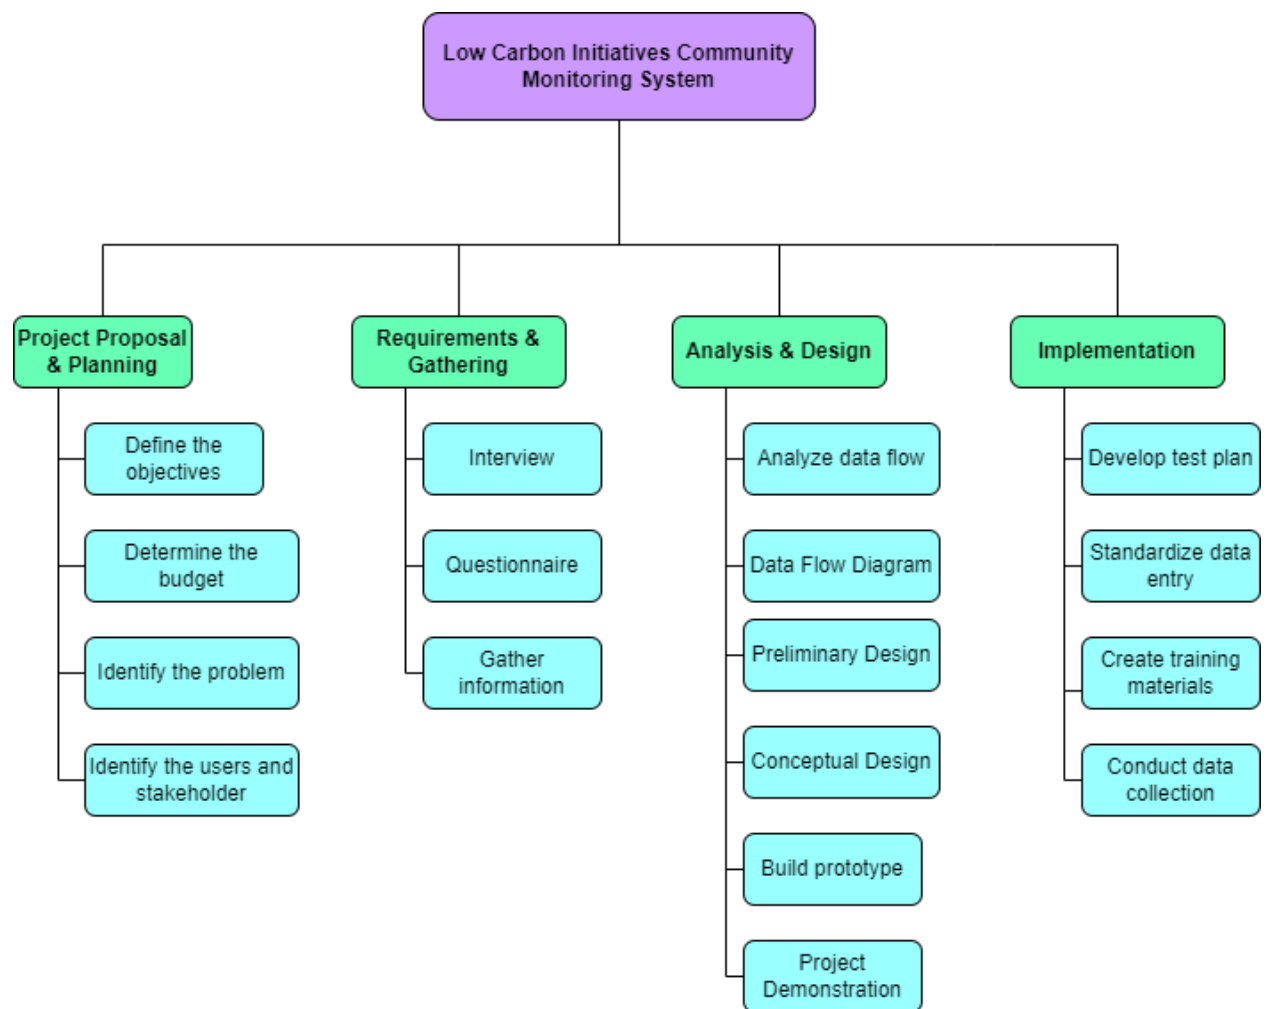 Low Carbon Initiatives Community
Monitoring System
Project Proposal
& Planning
Define the
objectives
Determine the
budget
Identify the problem
Identify the users and
stakeholder
Requirements &
Gathering
Interview
Questionnaire
Gather
information
Analysis & Design
Analyze data flow
Data Flow Diagram
Preliminary Design
Conceptual Design
Build prototype
Project
Demonstration
Implementation
Develop test plan
Standardize data
entry
Create training
materials
Conduct data
collection